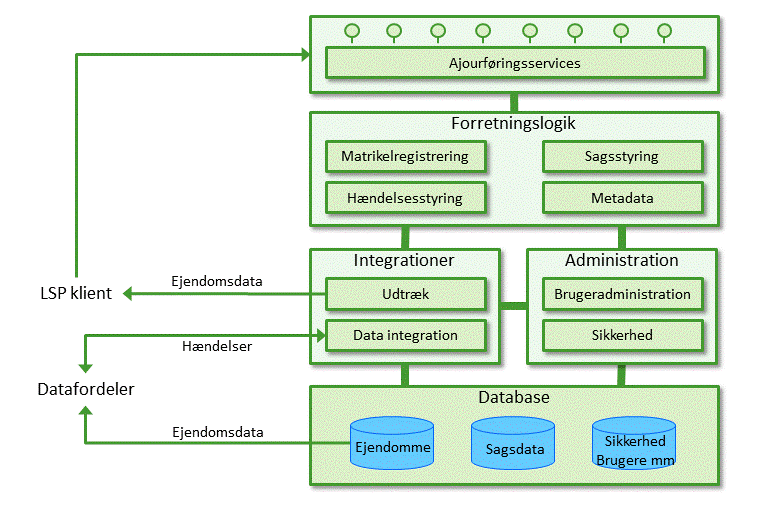 Ajourføringsservices
Forretningslogik
Matrikelregistrering
Sagsstyring
Hændelsesstyring
Metadata
Integrationer
Administration
Ejendomsdata
LSP klient
Udtræk
Brugeradministration
Hændelser
Data integration
Sikkerhed
Datafordeler
Database
Ejendomsdata
Ejendomme
Sagsdata
Sikkerhed
Brugere mm